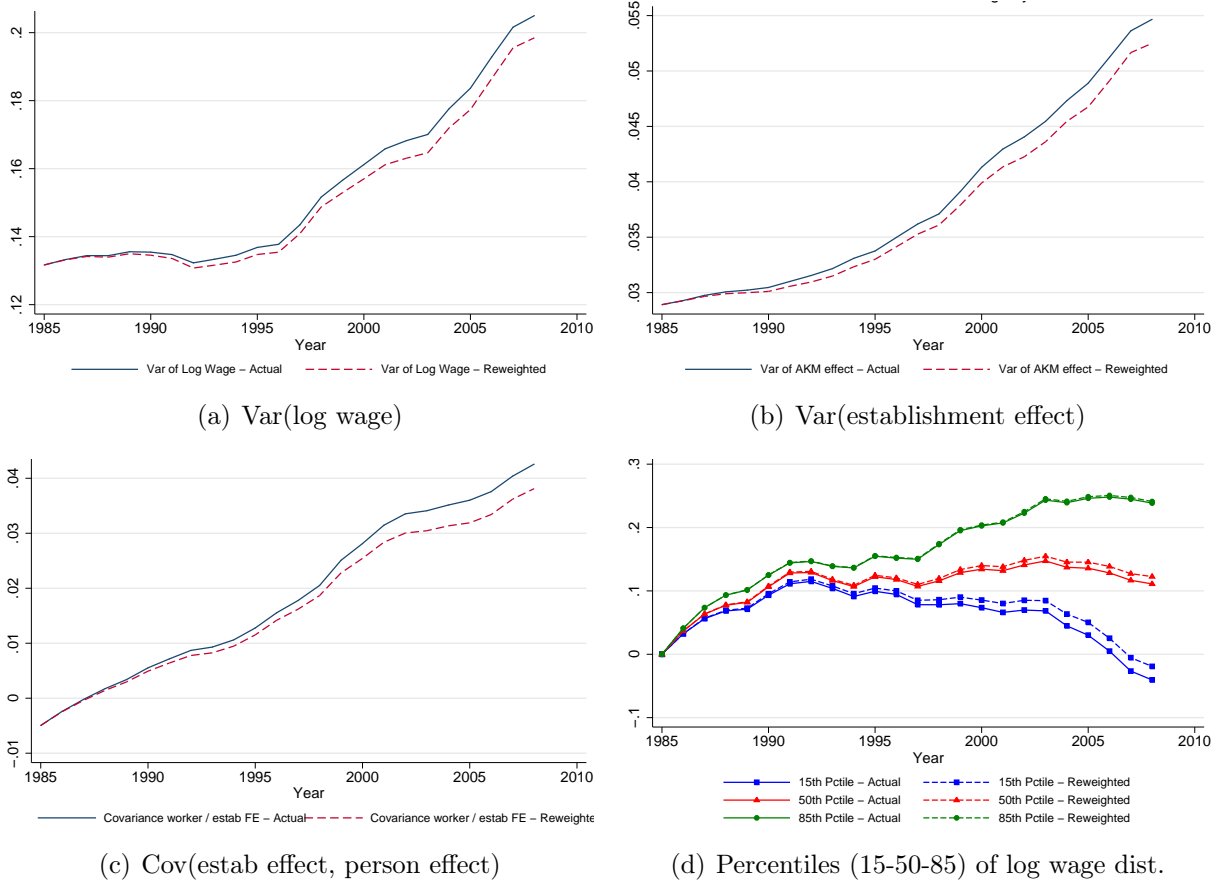 .2
.18
.16
.14
.12
1985 1990 1995 2000 2005 2010
Year
Var of Log Wage – Actual Var of Log Wage – Reweighted
(a) Var(log wage)
.055
.05
.045
.04
.035
.03
1985 1990 1995 2000 2005 2010
Year
Var of AKM effect – Actual Var of AKM effect – Reweighted
(b) Var(establishment effect)
.04
.03
.02
.01
0
-.01
1985 1990 1995 2000 2005 2010
Year
Covariance worker / estab FE – Actual Covariance worker / estab FE – Reweighte
(c) Cov(estab effect, person effect)
.3
.2
.1
0
-.1
1985 1990 1995 2000 2005 2010
Year
15th Pctile – Actual 15th Pctile – Reweighted
50th Pctile – Actual 50th Pctile – Reweighted
85th Pctile – Actual 85th Pctile – Reweighted
(d) Percentiles (15-50-85) of log wage dist.